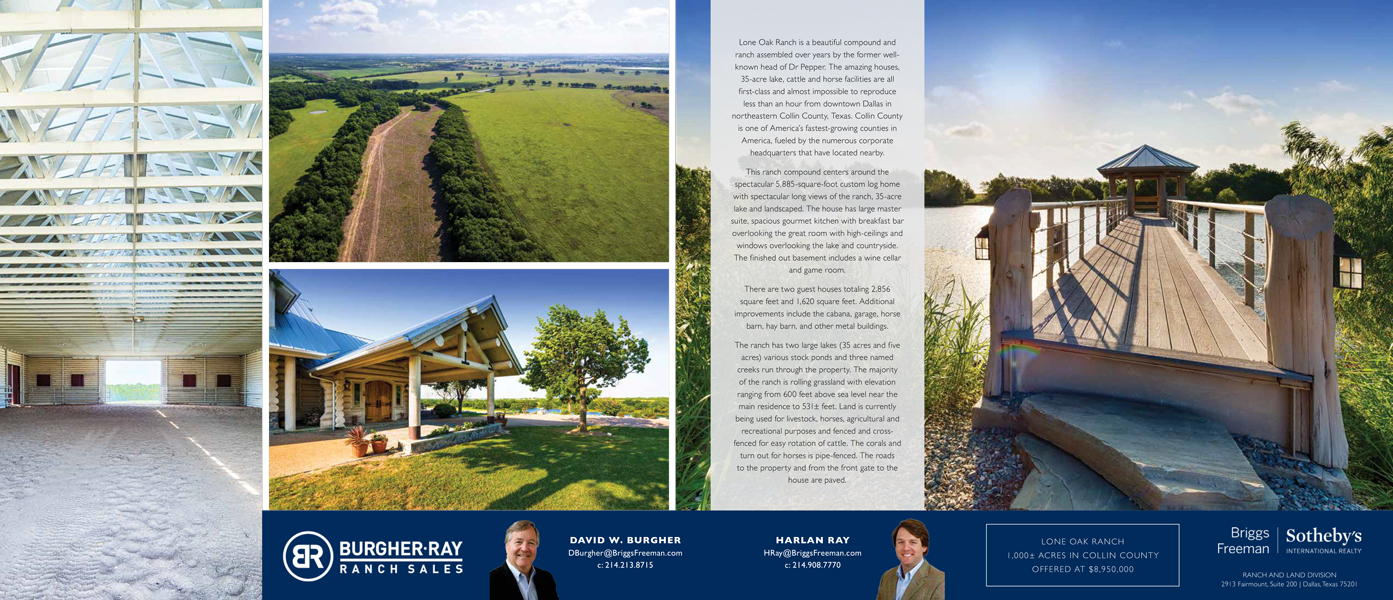 Lone Oak Ranch is a beautiful compound and
ranch assembled over years by the former well-
known head of Dr Pepper. The amazing houses,
35-acre lake, cattle and horse facilities are all
first-class and almost impossible to reproduce
less than an hour from downtown Dallas in
northeastern Collin County, Texas. Collin County
is one of America's fastest-growing counties in
America, fueled by the numerous corporate
headquarters that have located nearby.
This ranch compound centers around the
spectacular 5,885-square-foot custom log home
with spectacular long views of the ranch, 35-acre
lake and landscaped. The house has large master
suite, spacious gourmet kitchen with breakfast bar
overlooking the great room with high-ceilings and
windows overlooking the lake and countryside.
The finished out basement includes a wine cellar
and game room.
There are two guest houses totaling 2,856
square feet and 1,620 square feet. Additional
improvements include the cabana, garage, horse
barn, hay barn, and other metal buildings.
The ranch has two large lakes (35 acres and five
acres) various stock ponds and three named
creeks run through the property. The majority
of the ranch is rolling grassland with elevation
ranging from 600 feet above sea level near the
main residence to 531± feet. Land is currently
being used for livestock, horses, agricultural and
recreational purposes and fenced and cross-
fenced for easy rotation of cattle. The corals and
turn out for horses is pipe-fenced. The roads
to the property and from the front gate to the
house are paved.
BR
BURGHER·RAY
RANCH SALES
DAVID W. BURGHER
DBurgher@BriggsFreeman.com
c: 214.213.8715
HARLAN RAY
HRay@BriggsFreeman.com
c: 214.908.7770
LONE OAK RANCH
1,000± ACRES IN COLLIN COUNTY
OFFERED AT $8,950,000
Briggs
Freeman
Sotheby's
INTERNATIONAL REALTY
RANCH AND LAND DIVISION
2913 Fairmount, Suite 200 | Dallas, Texas 75201